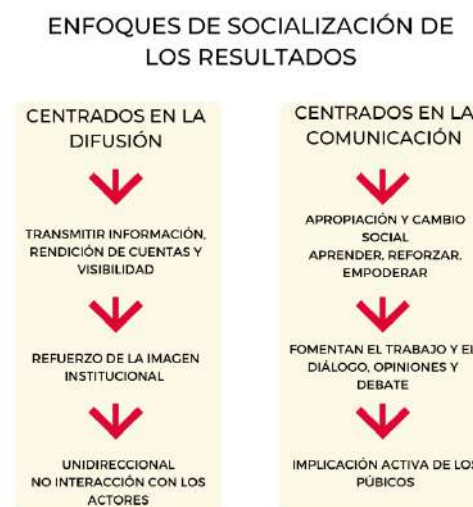 ENFOQUES DE SOCIALIZACIÓN DE
LOS RESULTADOS
CENTRADOS EN LA
DIFUSIÓN
TRANSMITIR INFORMACIÓN,
RENDICIÓN DE CUENTAS Y
VISIBILIDAD
REFUERZO DE LA IMAGEN
INSTITUCIONAL
UNIDIRECCIONAL
NO INTERACCIÓN CON LOS
ACTORES
CENTRADOS EN LA
COMUNICACIÓN
APROPIACIÓN Y CAMBIO
SOCIAL
APRENDER, REFORZAR,
EMPODERAR
FOMENTAN EL TRABAJO Y EL
DIÁLOGO, OPINIONES Y
DEBATE
IMPLICACIÓN ACTIVA DE LOS
PÚBICOS